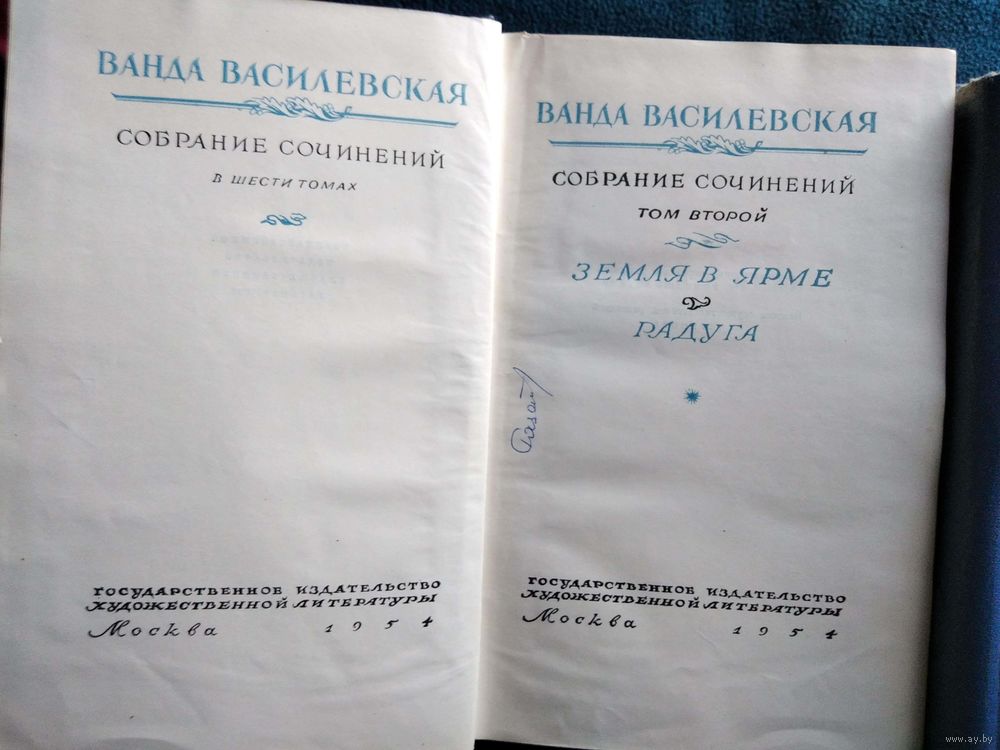 ВАНДА ВАСИЛЕВСКАЯ
СОБРАНИЕ СОЧИНЕНИЙ
В ШЕСТИ ТОМАХ
ГОСУДАРСТВЕННОЕ ИЗДАТЕЛЬСТВО
ХУДОЖЕСТВЕННОЙ ЛИТЕРАТУРЫ
Москва 1954
ВАНДА ВАСИЛЕВСКАЯ
СОБРАНИЕ СОЧИНЕНИЙ
ТОМ ВТОРОЙ
ЗЕМЛЯ В ЯРМЕ
РАДУГА
ГОСУДАРСТВЕННОЕ ИЗДАТЕЛЬСТВО
ХУДОЖЕСТВЕННОЙ ЛИТЕРАТУРЫ
Москва 1954
www.ay.by